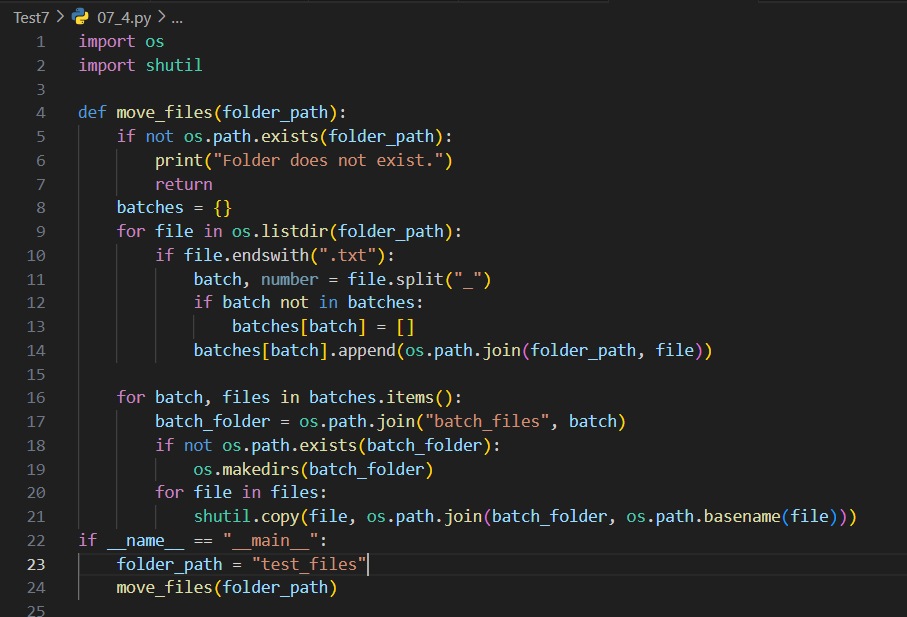 Test7 > 07_4.py > ...
1 import os
2 import shutil
3
4 def move_files(folder_path):
5     if not os.path.exists(folder_path):
6         print("Folder does not exist.")
7         return
8     batches = {}
9     for file in os.listdir(folder_path):
10         if file.endswith(".txt"):
11             batch, number = file.split("_")
12             if batch not in batches:
13                 batches[batch] = []
14             batches[batch].append(os.path.join(folder_path, file))
15
16     for batch, files in batches.items():
17         batch_folder = os.path.join("batch_files", batch)
18         if not os.path.exists(batch_folder):
19             os.makedirs(batch_folder)
20         for file in files:
21             shutil.copy(file, os.path.join(batch_folder, os.path.basename(file)))
22 if __name__ == "__main__":
23     folder_path = "test_files"
24     move_files(folder_path)
25